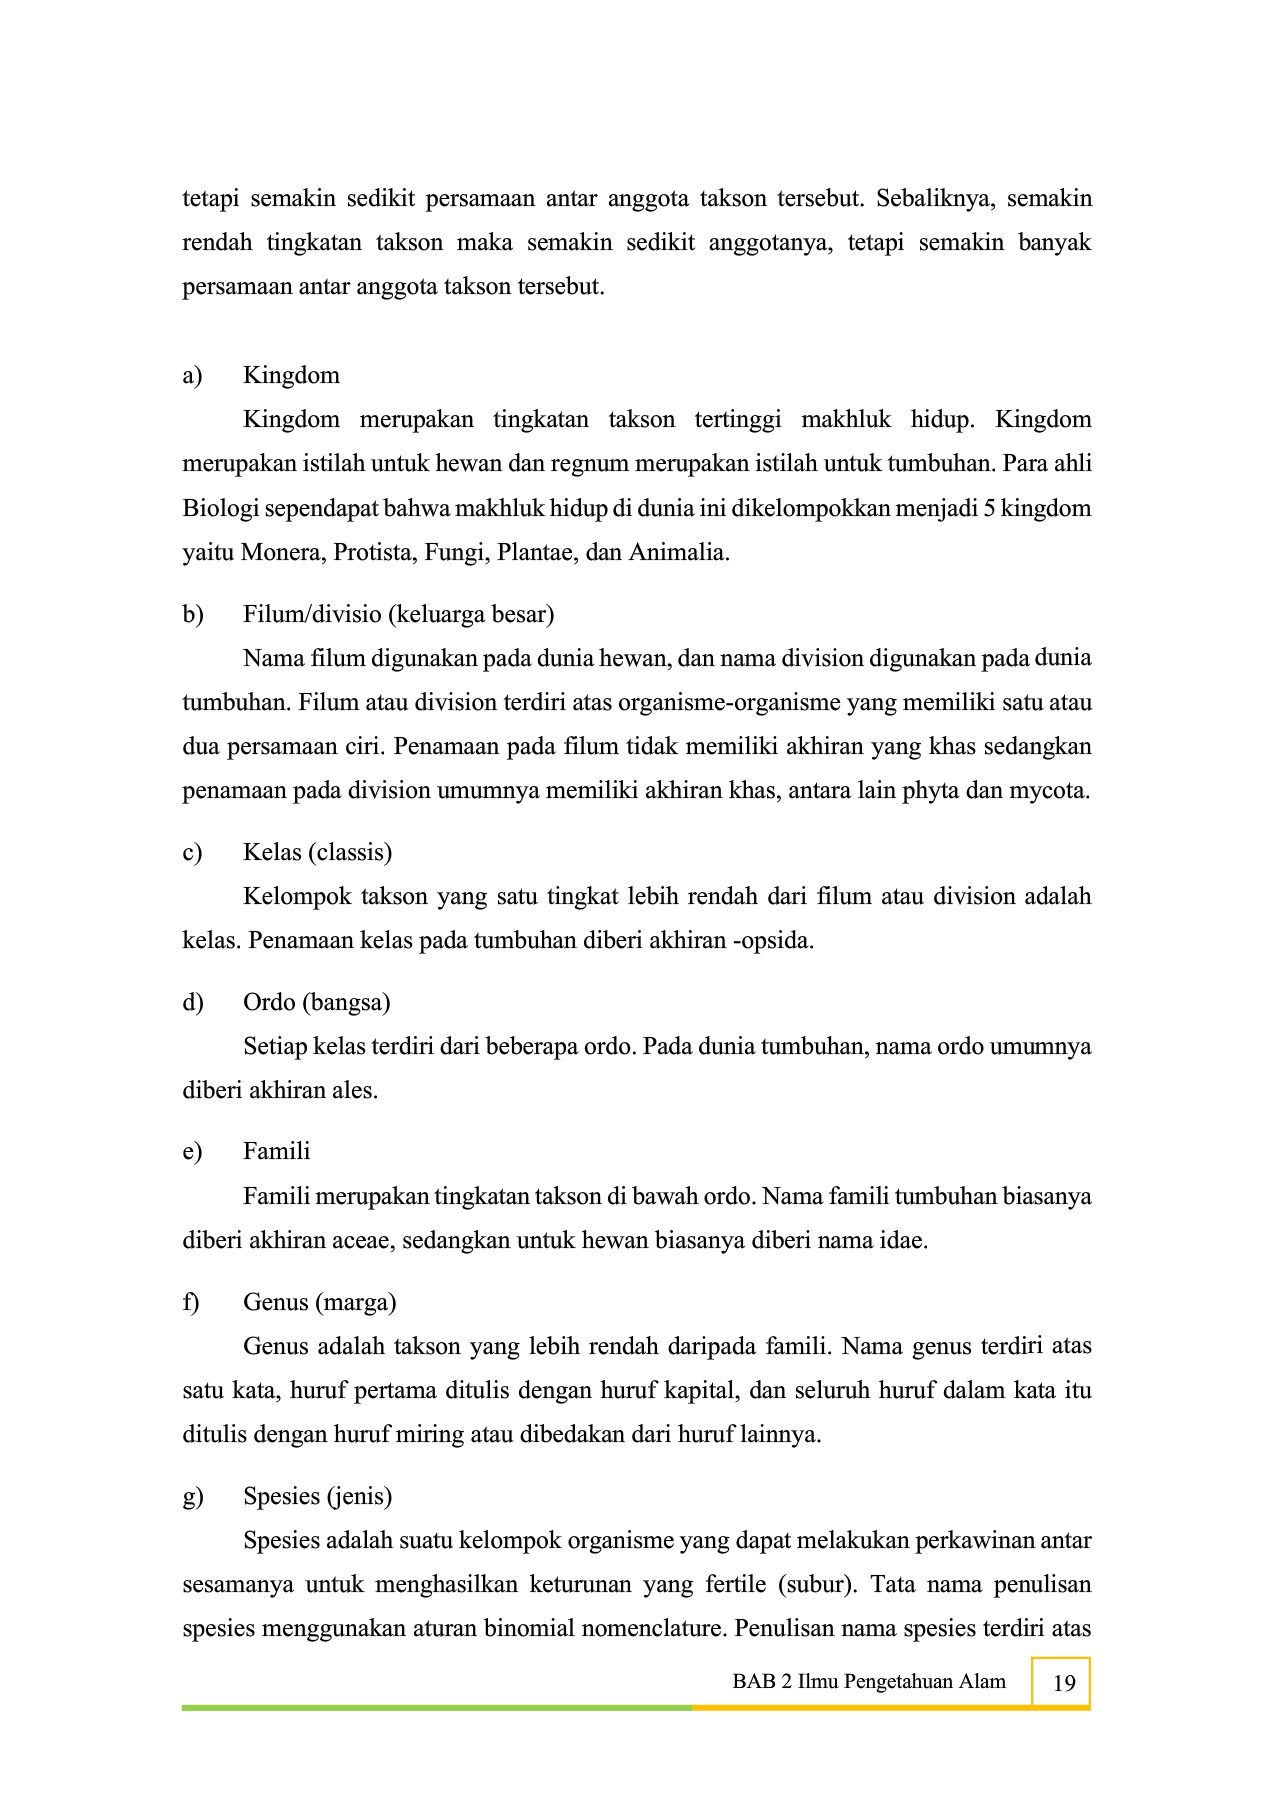 tetapi semakin sedikit persamaan antar anggota takson tersebut. Sebaliknya, semakin
rendah tingkatan takson maka semakin sedikit anggotanya, tetapi semakin banyak
persamaan antar anggota takson tersebut.
a) Kingdom
Kingdom merupakan tingkatan takson tertinggi makhluk hidup. Kingdom
merupakan istilah untuk hewan dan regnum merupakan istilah untuk tumbuhan. Para ahli
Biologi sependapat bahwa makhluk hidup di dunia ini dikelompokkan menjadi 5 kingdom
yaitu Monera, Protista, Fungi, Plantae, dan Animalia.
b) Filum/divisio (keluarga besar)
Nama filum digunakan pada dunia hewan, dan nama division digunakan pada dunia
tumbuhan. Filum atau division terdiri atas organisme-organisme yang memiliki satu atau
dua persamaan ciri. Penamaan pada filum tidak memiliki akhiran yang khas sedangkan
penamaan pada division umumnya memiliki akhiran khas, antara lain phyta dan mycota.
c) Kelas (classis)
Kelompok takson yang satu tingkat lebih rendah dari filum atau division adalah
kelas. Penamaan kelas pada tumbuhan diberi akhiran -opsida.
d) Ordo (bangsa)
Setiap kelas terdiri dari beberapa ordo. Pada dunia tumbuhan, nama ordo umumnya
diberi akhiran ales.
e) Famili
Famili merupakan tingkatan takson di bawah ordo. Nama famili tumbuhan biasanya
diberi akhiran aceae, sedangkan untuk hewan biasanya diberi nama idae.
f) Genus (marga)
Genus adalah takson yang lebih rendah daripada famili. Nama genus terdiri atas
satu kata, huruf pertama ditulis dengan huruf kapital, dan seluruh huruf dalam kata itu
ditulis dengan huruf miring atau dibedakan dari huruf lainnya.
g) Spesies (jenis)
Spesies adalah suatu kelompok organisme yang dapat melakukan perkawinan antar
sesamanya untuk menghasilkan keturunan yang fertile (subur). Tata nama penulisan
spesies menggunakan aturan binomial nomenclature. Penulisan nama spesies terdiri atas
BAB 2 Ilmu Pengetahuan Alam 19